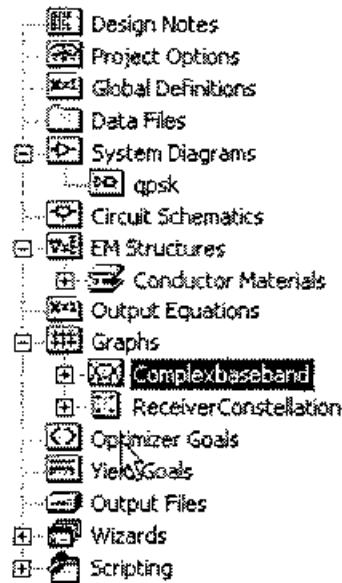 Design Notes
Project Options
Global Definitions
Data Files
System Diagrams
qpsk
Circuit Schematics
EM Structures
Conductor Materials
Output Equations
Graphs
Complexbaseband
ReceiverConstellation
Optimizer Goals
Yield Goals
Output Files
Wizards
Scripting